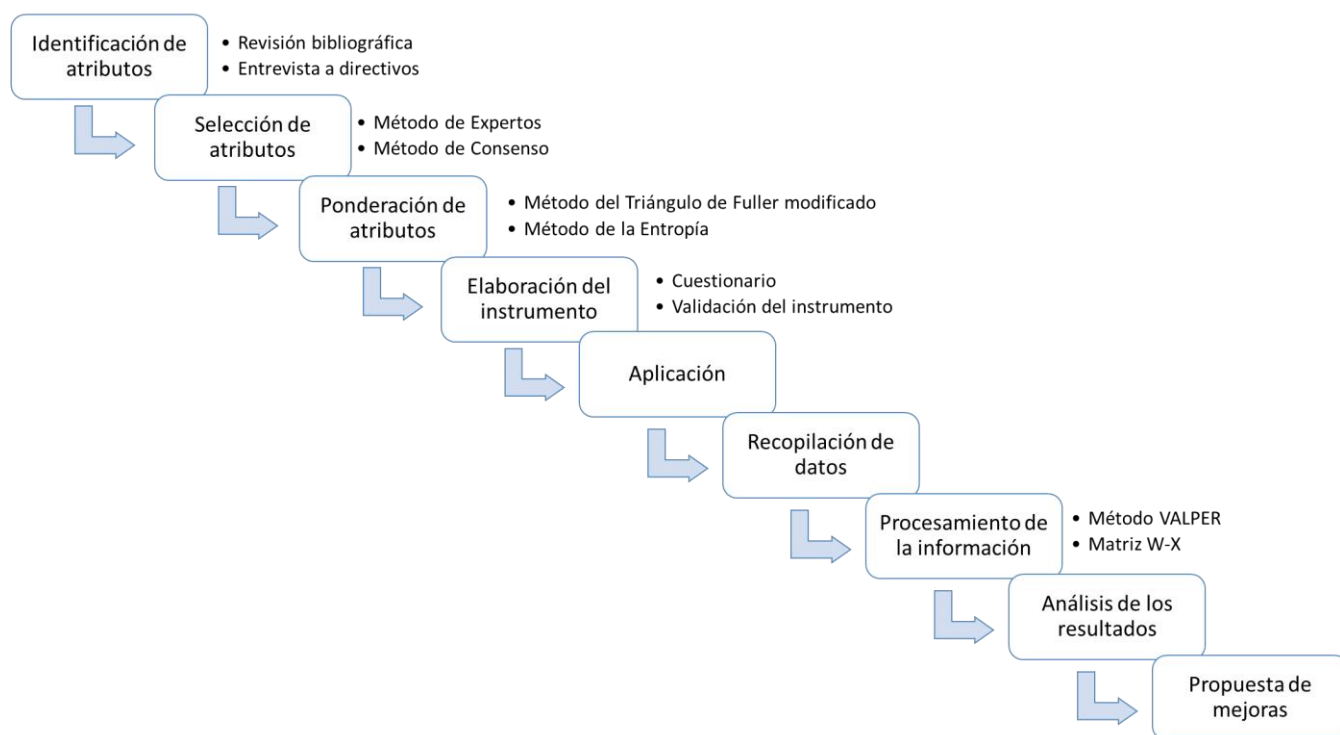 Identificación de
atributos
• Revisión bibliográfica
• Entrevista a directivos
Selección de
atributos
• Método de Expertos
• Método de Consenso
Ponderación de
atributos
• Método del Triángulo de Fuller modificado
• Método de la Entropía
Elaboración del
instrumento
• Cuestionario
• Validación del instrumento
Aplicación
Recopilación de
datos
Procesamiento de
la información
• Método VALPER
• Matriz W-X
Análisis de los
resultados
Propuesta de
mejoras